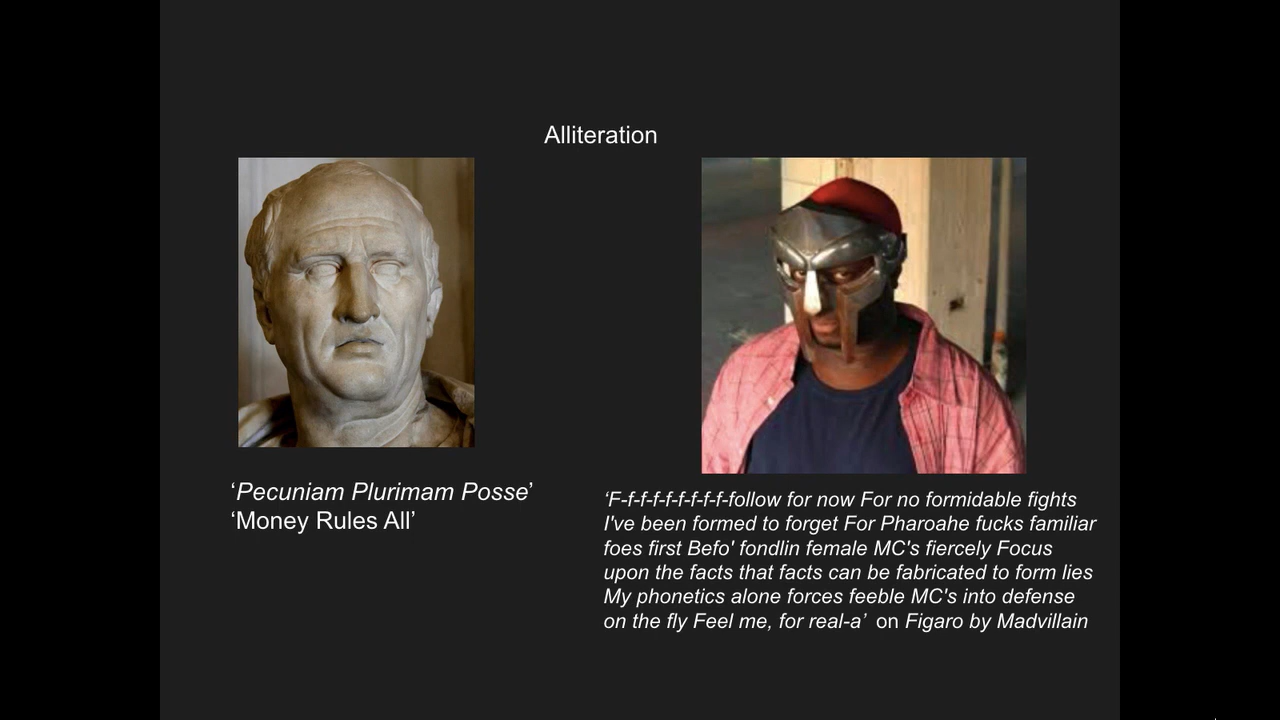 Alliteration
‘Pecuniam Plurimam Posse’
‘Money Rules All’
‘F-f-f-f-f-f-f-f-f-follow for now For no formidable fights
I've been formed to forget For Pharoahe fucks familiar
foes first Befo' fondlin female MC's fiercely Focus
upon the facts that facts can be fabricated to form lies
My phonetics alone forces feeble MC's into defense
on the fly Feel me, for real-a’ on Figaro by Madvillain